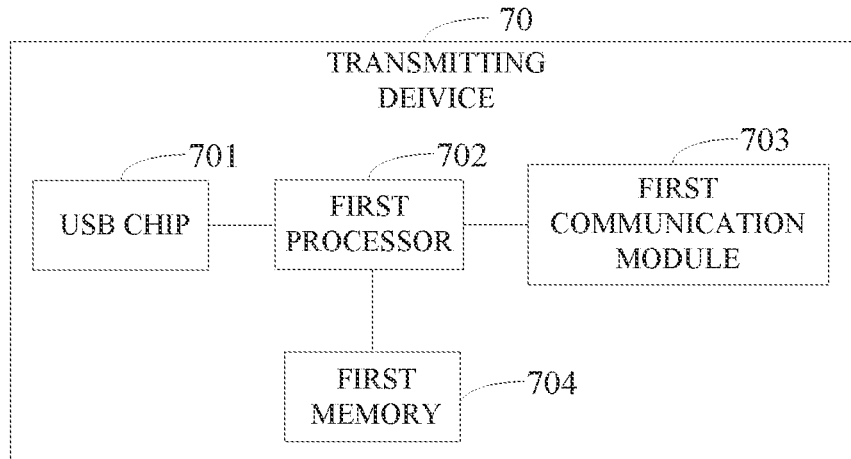 70
TRANSMITTING
DEIVICE
701
702
703
USB CHIP
FIRST
PROCESSOR
FIRST
COMMUNICATION
MODULE
FIRST
MEMORY
704